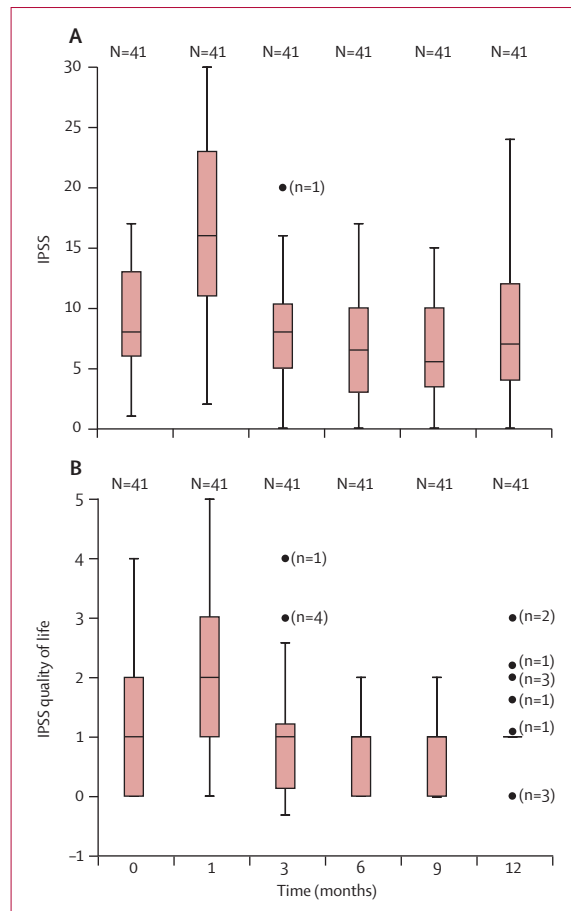 A
N=41 N=41 N=41 N=41 N=41 N=41
30
25
20
15
10
5
0
IPSS
(n=1)
B
N=41 N=41 N=41 N=41 N=41 N=41
5
4
3
2
1
0
–1
IPSS quality of life
(n=1)
(n=4)
(n=2)
(n=1)
(n=3)
(n=1)
(n=1)
(n=3)
0 1 3 6 9 12
Time (months)